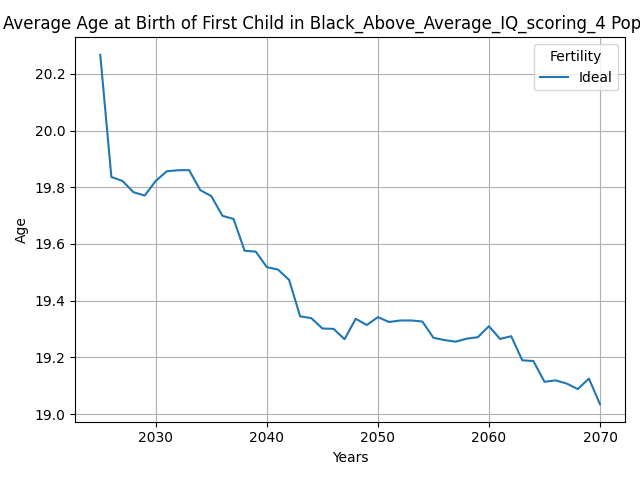 Average Age at Birth of First Child in Black_Above_Average_IQ_scoring_4 Pop
Fertility
Ideal
20.2
20.0
19.8
19.6
19.4
19.2
19.0
Age
2030 2040 2050 2060 2070
Years